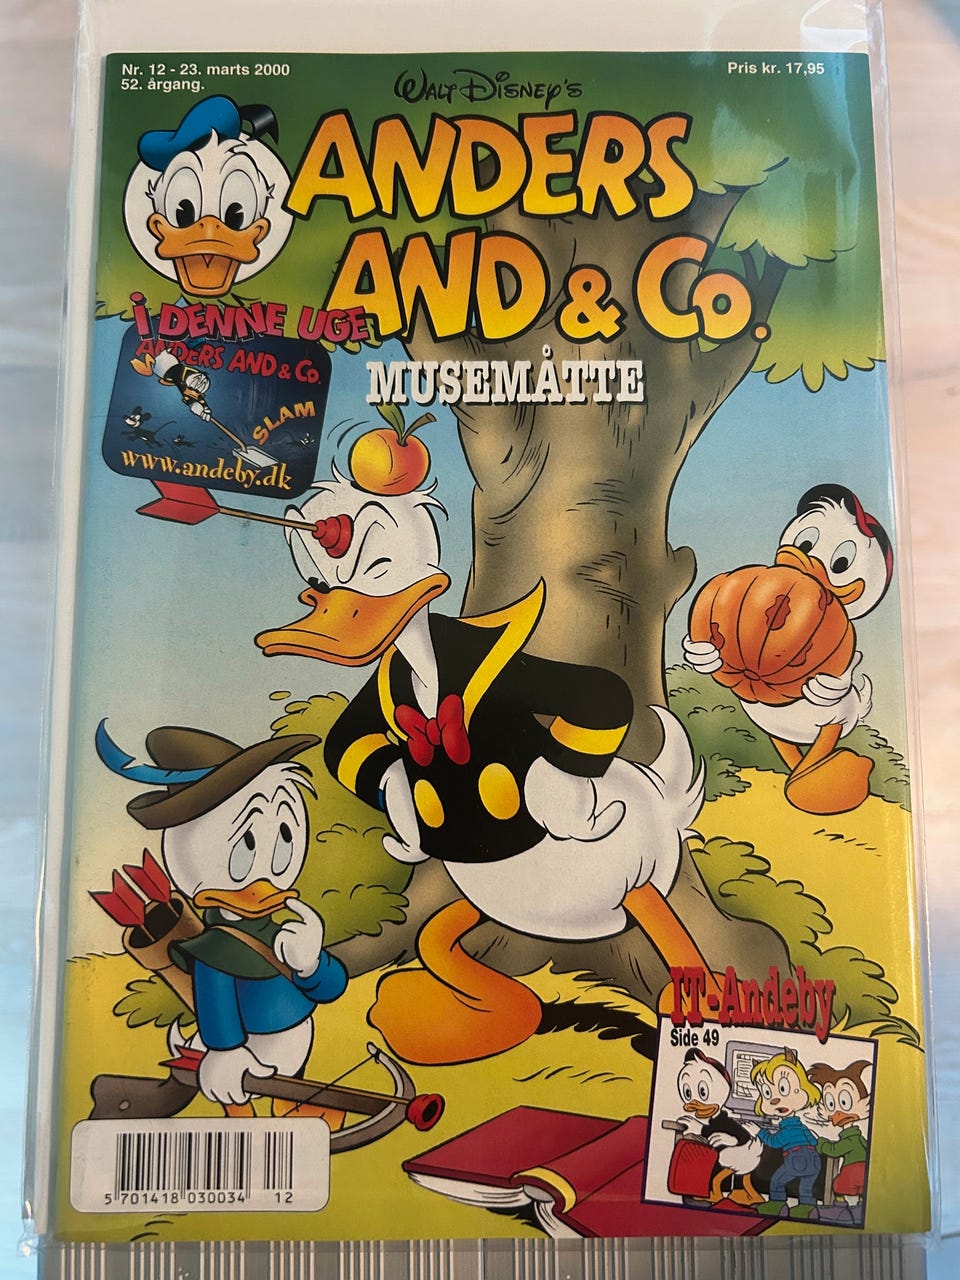 Nr. 12 - 23. marts 2000
52. årgang.
Pris kr. 17,95
WALT DISNEY'S
ANDERS
AND & Co.
MUSEMÅTTE
i DENNE UGE
ANDERS AND & Co.
SLAM
www.andeby.dk
IT-Andeby
Side 49
5 701418 030034 12